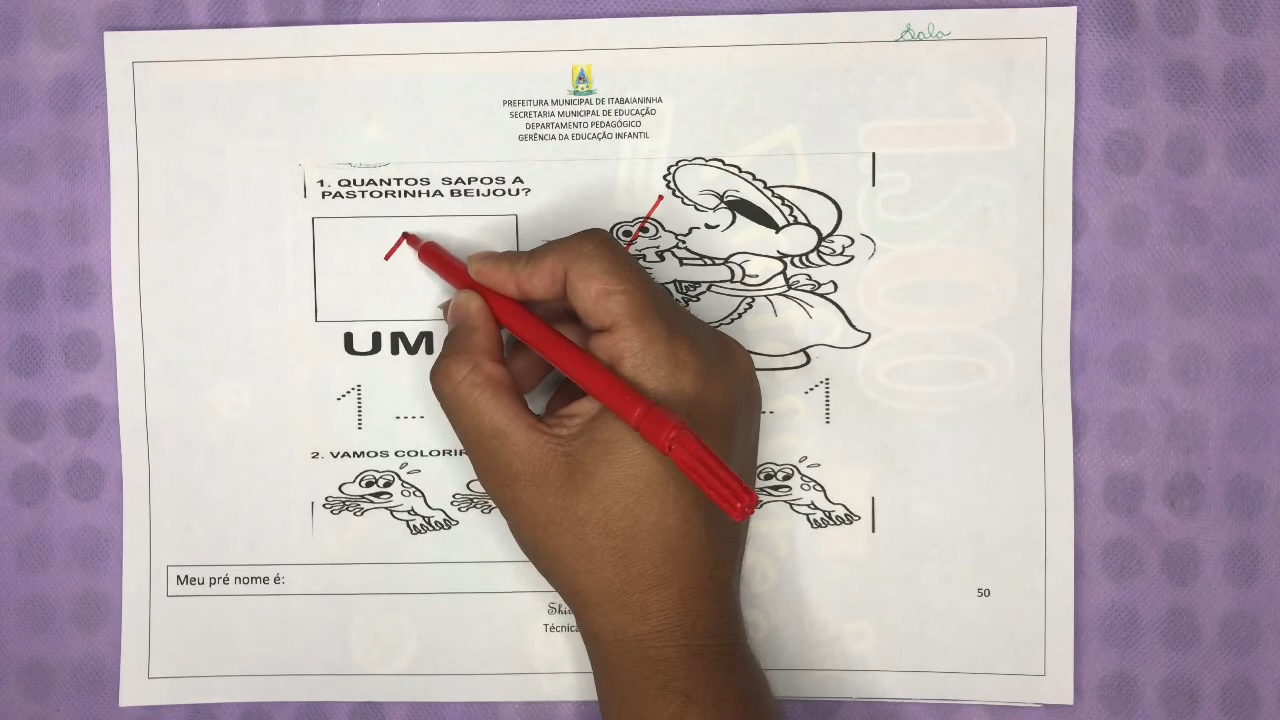 Sala
PREFEITURA MUNICIPAL DE ITABAIANINHA
SECRETARIA MUNICIPAL DE EDUCAÇÃO
DEPARTAMENTO PEDAGÓGICO
GERÊNCIA DA EDUCAÇÃO INFANTIL
1. QUANTOS SAPOS A
PASTORINHA BEIJOU?
UM
1 1
2. VAMOS COLORIR
Meu pré nome é:
50
Técnica